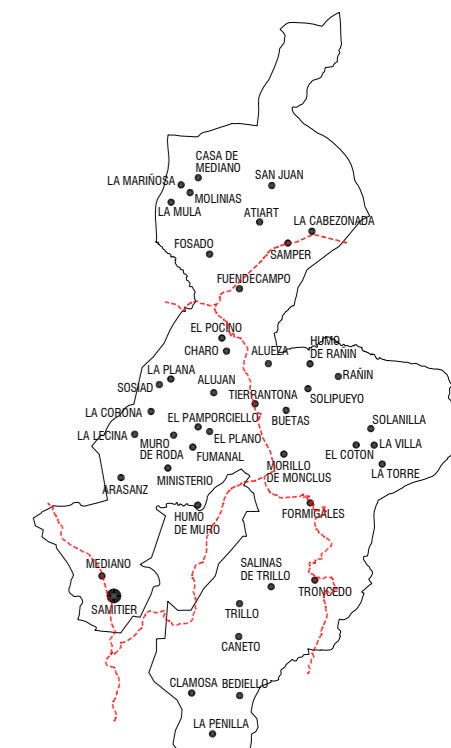 CASA DE
MEDIANO
LA MARIÑOSA
SAN JUAN
MOLINIAS
LA MULA
ATIART
LA CABEZONADA
FOSADO
SAMPER
FUENDECAMPO
EL POCINO
CHARO
ALUEZA
HUMO
DE RAÑIN
LA PLANA
RAÑIN
SOSIAD
ALUJAN
TIERRANTONA
SOLIPUEYO
LA CORONA
EL PAMPORCIELLO
BUETAS
SOLANILLA
LA LECINA
MURO
DE RODA
EL PLANO
LA VILLA
FUMANAL
EL COTON
MORILLO
DE MONCLUS
LA TORRE
ARASANZ
MINISTERIO
HUMO
DE MURO
FORMIGALES
MEDIANO
SALINAS
DE TRILLO
TRONCEDO
SAMITIER
TRILLO
CANETO
CLAMOSA
BEDIELLO
LA PENILLA